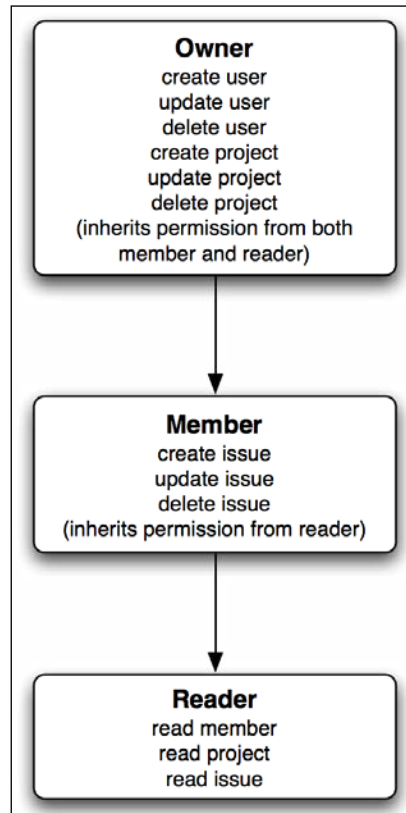 Owner
create user
update user
delete user
create project
update project
delete project
(inherits permission from both
member and reader)
Member
create issue
update issue
delete issue
(inherits permission from reader)
Reader
read member
read project
read issue